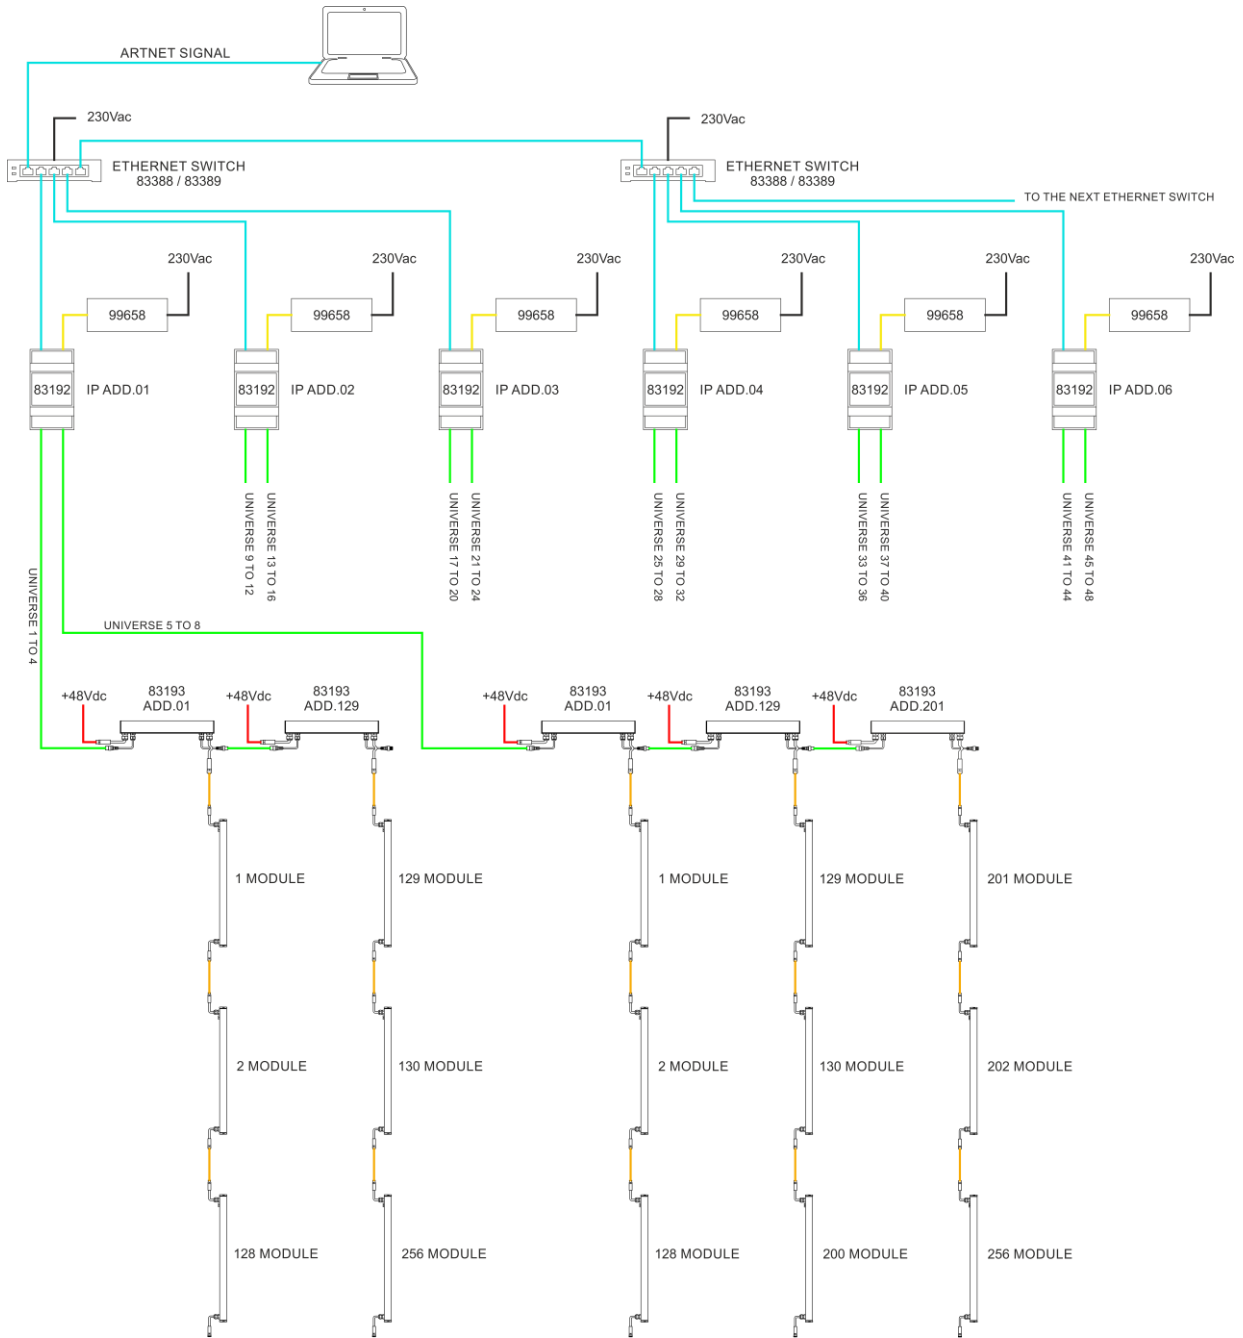 ARTNET SIGNAL
230Vac
230Vac
ETHERNET SWITCH
83388 / 83389
ETHERNET SWITCH
83388 / 83389
TO THE NEXT ETHERNET SWITCH
230Vac
230Vac
230Vac
230Vac
230Vac
230Vac
99658
99658
99658
99658
99658
99658
83192
IP ADD.01
83192
IP ADD.02
83192
IP ADD.03
83192
IP ADD.04
83192
IP ADD.05
83192
IP ADD.06
UNIVERSE 9 TO 12
UNIVERSE 13 TO 16
UNIVERSE 17 TO 20
UNIVERSE 21 TO 24
UNIVERSE 25 TO 28
UNIVERSE 29 TO 32
UNIVERSE 33 TO 36
UNIVERSE 37 TO 40
UNIVERSE 41 TO 44
UNIVERSE 45 TO 48
UNIVERSE 1 TO 4
UNIVERSE 5 TO 8
+48Vdc
83193
ADD.01
+48Vdc
83193
ADD.129
+48Vdc
83193
ADD.01
+48Vdc
83193
ADD.129
+48Vdc
83193
ADD.201
1 MODULE
129 MODULE
1 MODULE
129 MODULE
201 MODULE
2 MODULE
130 MODULE
2 MODULE
130 MODULE
202 MODULE
128 MODULE
256 MODULE
128 MODULE
200 MODULE
256 MODULE